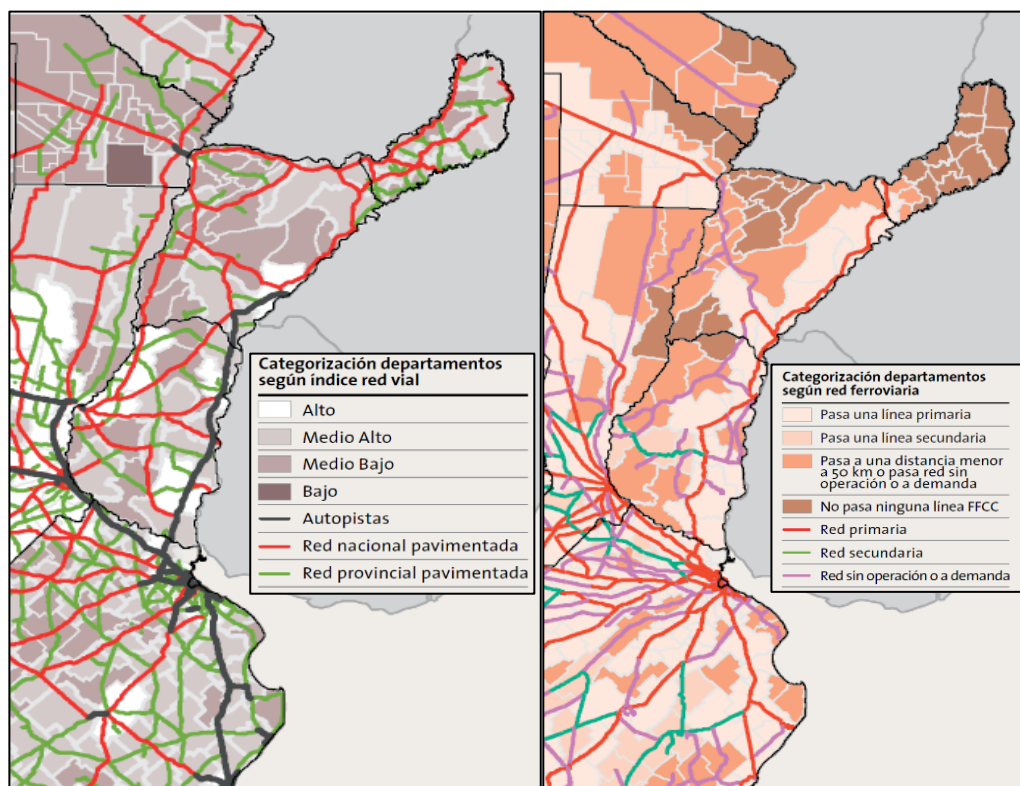 Categorización departamentos
según índice red vial
Alto
Medio Alto
Medio Bajo
Bajo
Autopistas
Red nacional pavimentada
Red provincial pavimentada
Categorización departamentos
según red ferroviaria
Pasa una línea primaria
Pasa una línea secundaria
Pasa a una distancia menor
a 50 km o pasa red sin
operación o a demanda
No pasa ninguna línea FFCC
Red primaria
Red secundaria
Red sin operación o a demanda